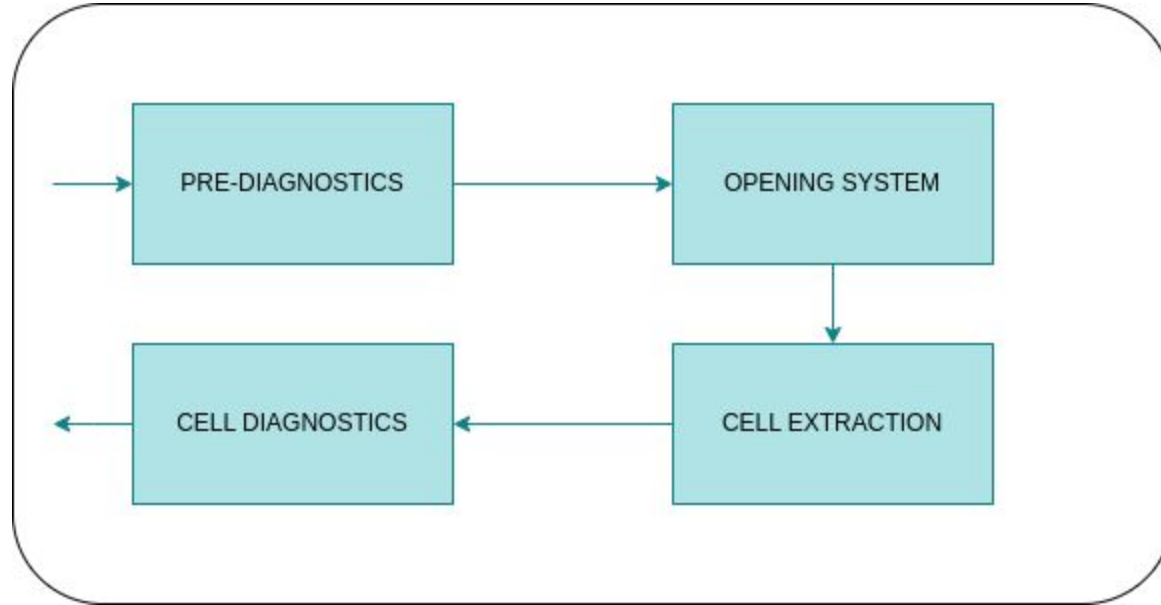 PRE-DIAGNOSTICS
OPENING SYSTEM
CELL DIAGNOSTICS
CELL EXTRACTION